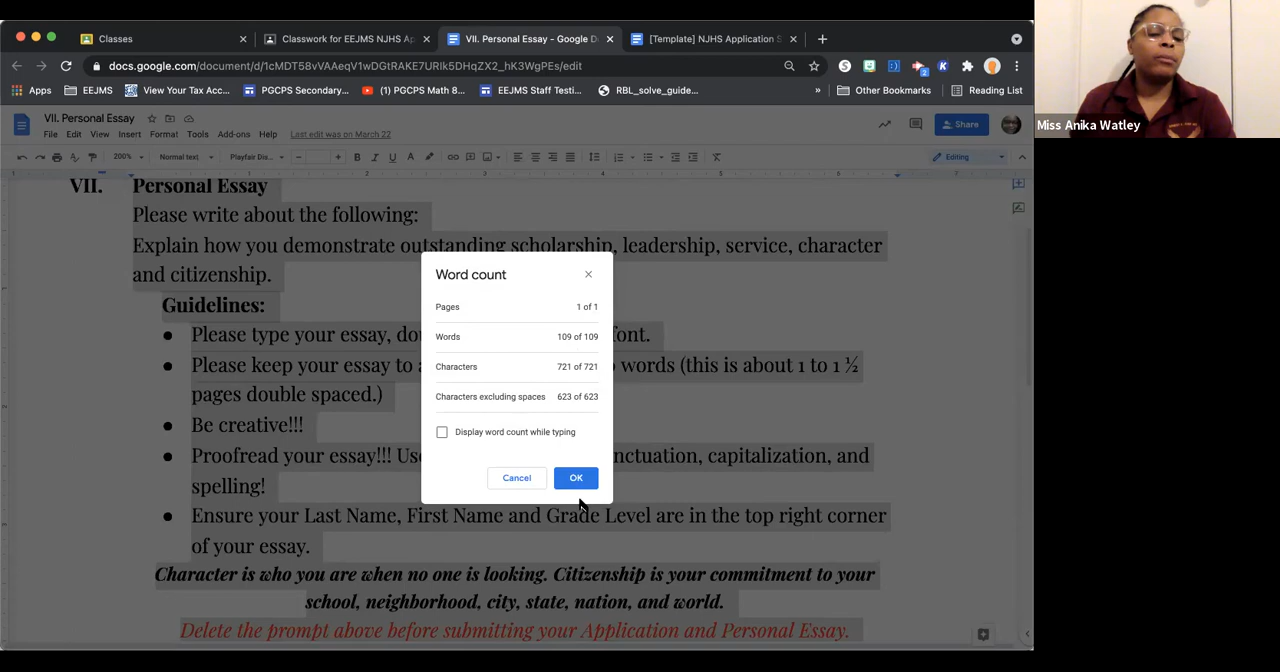 Classes
Classwork for EEJMS NJHS Ap
VII. Personal Essay - Google D
[Template] NJHS Application S
docs.google.com/document/d/1cMDT58vVAAeqV1wDGtRAKE7URlk5DHqZX2_hK3WgPEs/edit
Apps
EEJMS
View Your Tax Acc...
PGCPS Secondary...
(1) PGCPS Math 8...
EEJMS Staff Testi...
RBL_solve_guide...
»
Other Bookmarks
Reading List
VII. Personal Essay
File Edit View Insert Format Tools Add-ons Help Last edit was on March 22
Share
200% Normal text Playfair Dis... Editing
VII. Personal Essay
Please write about the following:
Explain how you demonstrate outstanding scholarship, leadership, service, character
and citizenship.
Guidelines:
Please type your essay, font.
Please keep your essay to words (this is about 1 to 1 ½
pages double spaced.)
Be creative!!!
Proofread your essay!!! capitalization, and
spelling!
Ensure your Last Name, First Name and Grade Level are in the top right corner
of your essay.
Character is who you are when no one is looking. Citizenship is your commitment to your
school, neighborhood, city, state, nation, and world.
Delete the prompt above before submitting your Application and Personal Essay.
Word count
Pages 1 of 1
Words 109 of 109
Characters 721 of 721
Characters excluding spaces 623 of 623
Display word count while typing
Cancel OK
Miss Anika Watley